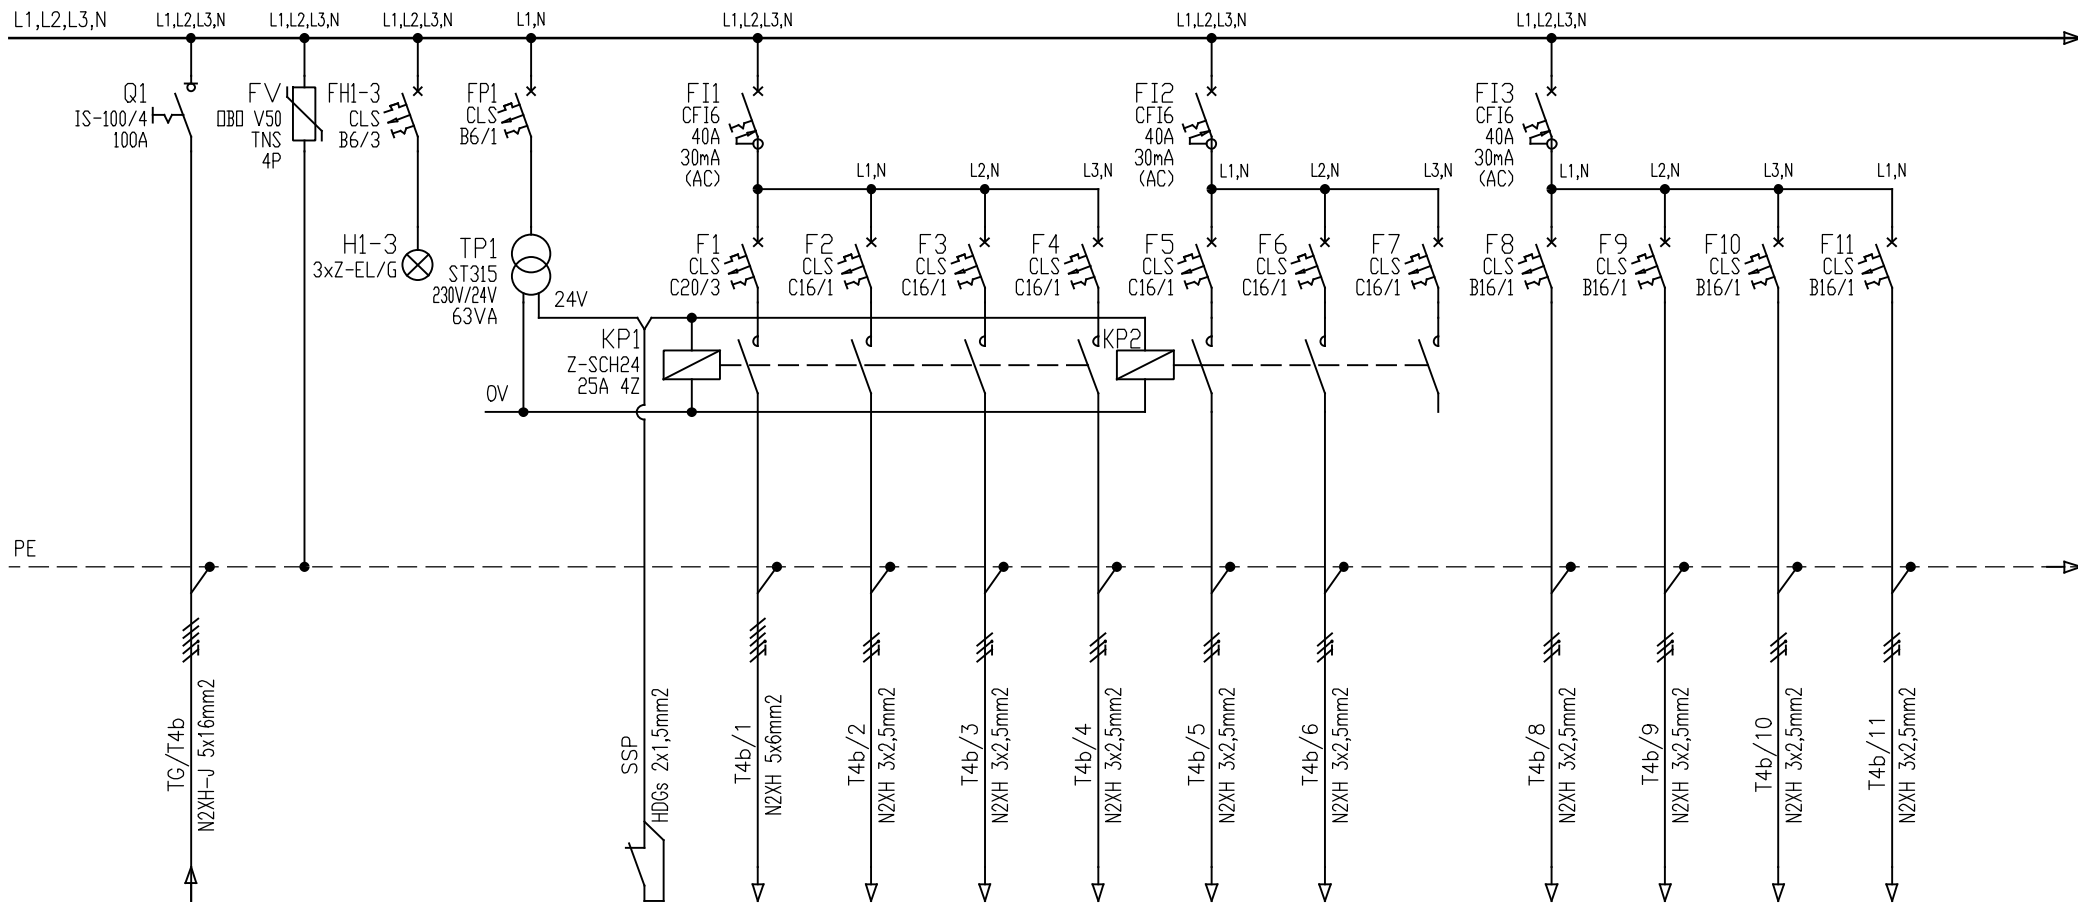 L1,L2,L3,N
L1,L2,L3,N
L1,L2,L3,N
L1,L2,L3,N
L1,N
L1,L2,L3,N
L1,L2,L3,N
L1,L2,L3,N
Q1
IS-100/4
100A
FV
OBO V50
TNS
4P
FH1-3
CLS
B6/3
FP1
CLS
B6/1
FI1
CFI6
40A
30mA
(AC)
FI2
CFI6
40A
30mA
(AC)
FI3
CFI6
40A
30mA
(AC)
L1,N
L2,N
L3,N
L1,N
L2,N
L3,N
L1,N
L2,N
L3,N
L1,N
H1-3
3xZ-EL/G
TP1
ST315
230V/24V
63VA
24V
F1
CLS
C20/3
F2
CLS
C16/1
F3
CLS
C16/1
F4
CLS
C16/1
F5
CLS
C16/1
F6
CLS
C16/1
F7
CLS
C16/1
F8
CLS
B16/1
F9
CLS
B16/1
F10
CLS
B16/1
F11
CLS
B16/1
KP1
Z-SCH24
25A 4Z
KP2
0V
PE
TG/T4b
N2XH-J 5x16mm2
SSP
HDGs 2x1,5mm2
T4b/1
N2XH 5x6mm2
T4b/2
N2XH 3x2,5mm2
T4b/3
N2XH 3x2,5mm2
T4b/4
N2XH 3x2,5mm2
T4b/5
N2XH 3x2,5mm2
T4b/6
N2XH 3x2,5mm2
T4b/8
N2XH 3x2,5mm2
T4b/9
N2XH 3x2,5mm2
T4b/10
N2XH 3x2,5mm2
T4b/11
N2XH 3x2,5mm2